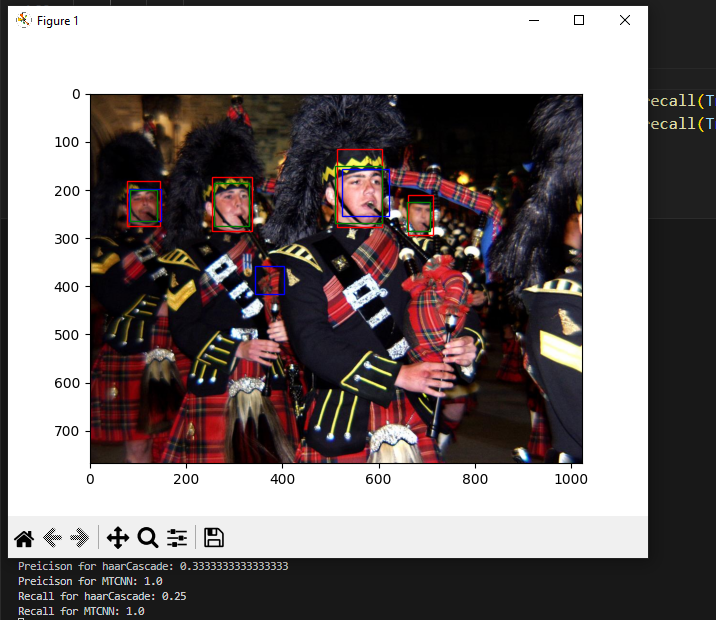 Figure 1
recall(T
recall(T
0
100
200
300
400
500
600
700
0 200 400 600 800 1000
Preicison for haarCascade: 0.3333333333333333
Preicison for MTCNN: 1.0
Recall for haarCascade: 0.25
Recall for MTCNN: 1.0